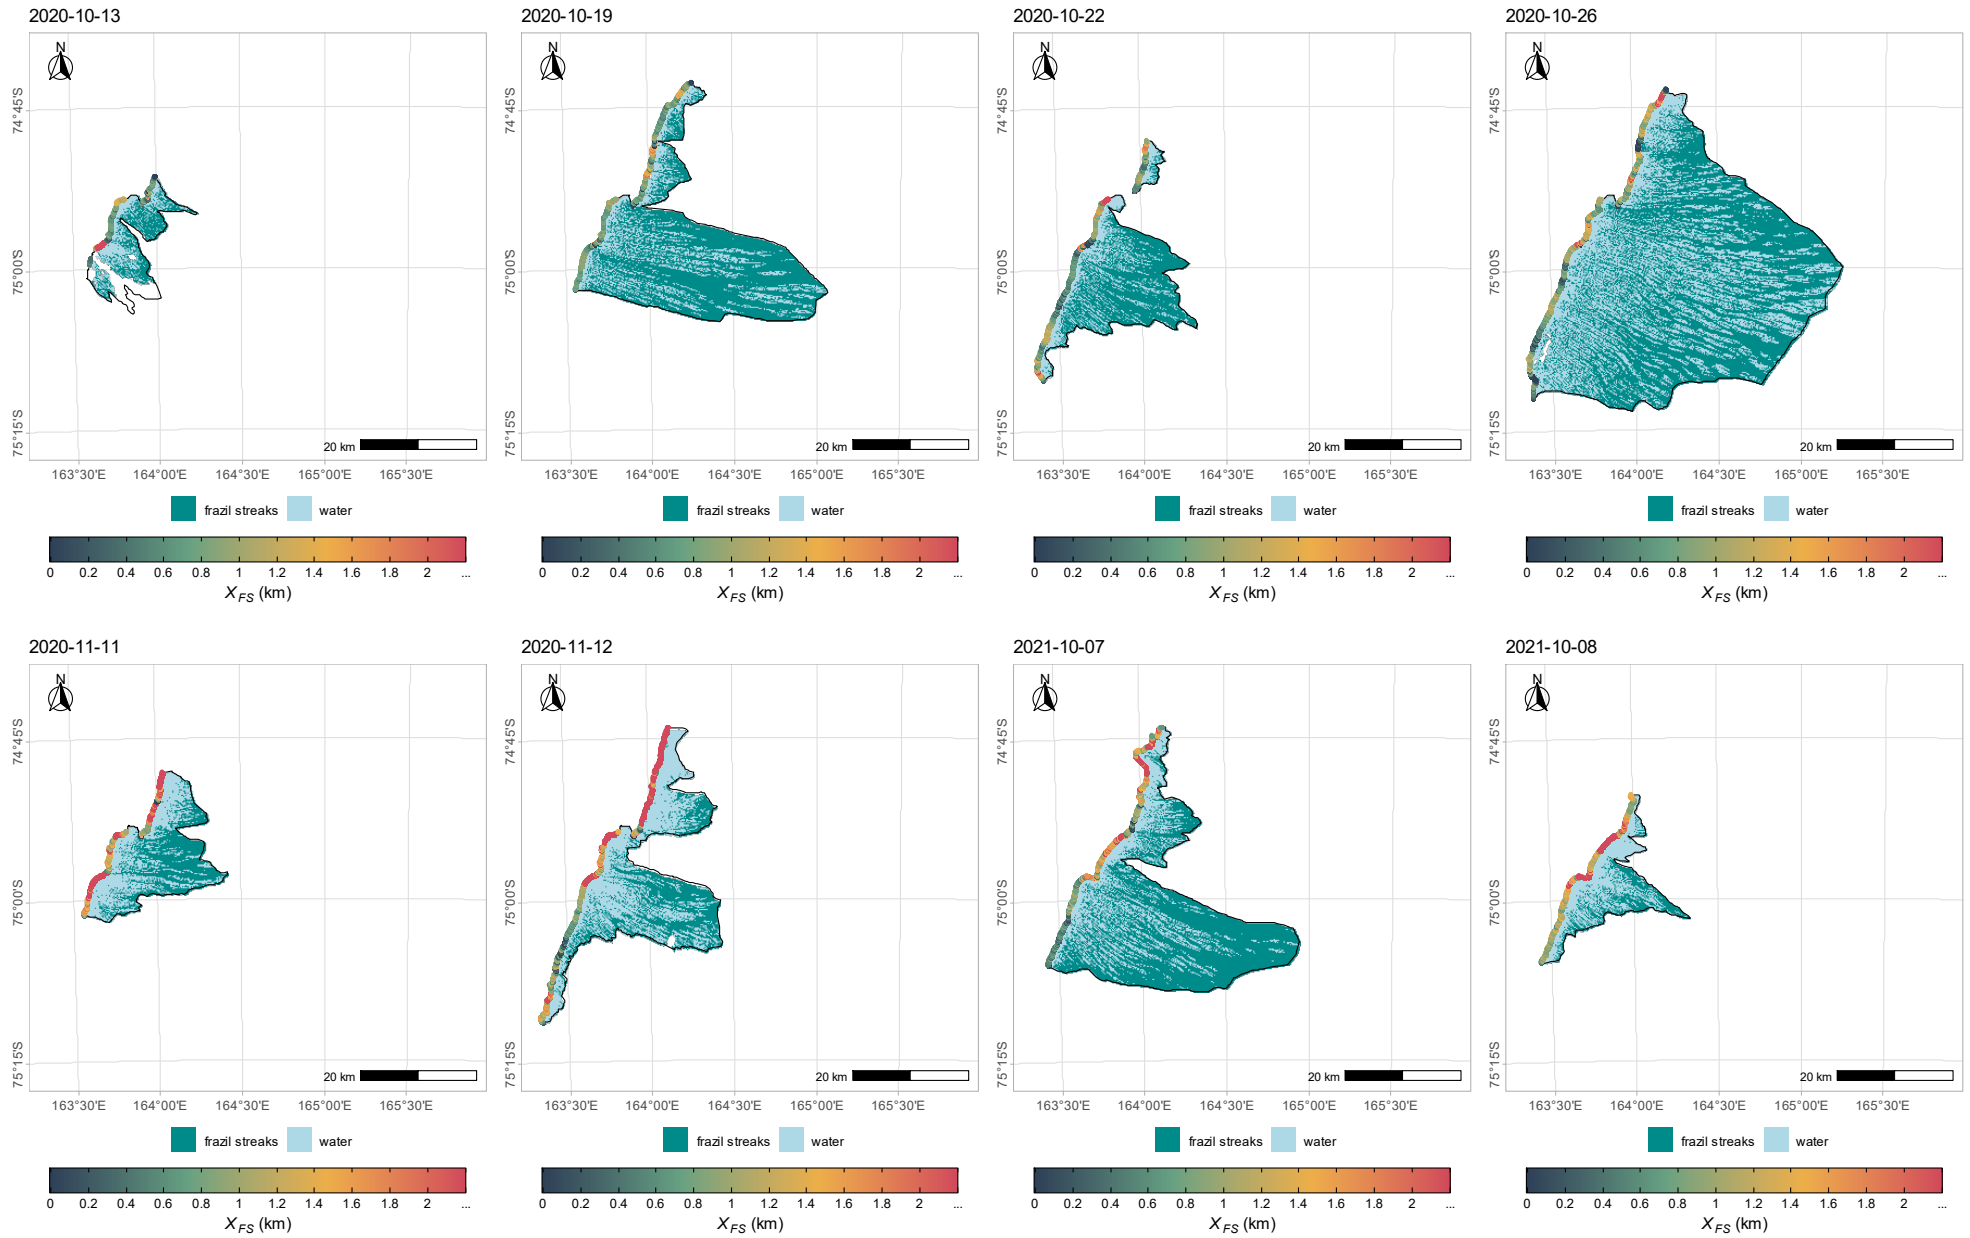 2020-10-13
2020-10-19
2020-10-22
2020-10-26
N
N
N
N
74°45'S
75°00'S
75°15'S
74°45'S
75°00'S
75°15'S
74°45'S
75°00'S
75°15'S
74°45'S
75°00'S
75°15'S
20 km
20 km
20 km
20 km
163°30'E 164°00'E 164°30'E 165°00'E 165°30'E
163°30'E 164°00'E 164°30'E 165°00'E 165°30'E
163°30'E 164°00'E 164°30'E 165°00'E 165°30'E
163°30'E 164°00'E 164°30'E 165°00'E 165°30'E
frazil streaks water
frazil streaks water
frazil streaks water
frazil streaks water
0 0.2 0.4 0.6 0.8 1 1.2 1.4 1.6 1.8 2 ...
0 0.2 0.4 0.6 0.8 1 1.2 1.4 1.6 1.8 2 ...
0 0.2 0.4 0.6 0.8 1 1.2 1.4 1.6 1.8 2 ...
0 0.2 0.4 0.6 0.8 1 1.2 1.4 1.6 1.8 2 ...
X_FS (km)
X_FS (km)
X_FS (km)
X_FS (km)
2020-11-11
2020-11-12
2021-10-07
2021-10-08
N
N
N
N
74°45'S
75°00'S
75°15'S
74°45'S
75°00'S
75°15'S
74°45'S
75°00'S
75°15'S
74°45'S
75°00'S
75°15'S
20 km
20 km
20 km
20 km
163°30'E 164°00'E 164°30'E 165°00'E 165°30'E
163°30'E 164°00'E 164°30'E 165°00'E 165°30'E
163°30'E 164°00'E 164°30'E 165°00'E 165°30'E
163°30'E 164°00'E 164°30'E 165°00'E 165°30'E
frazil streaks water
frazil streaks water
frazil streaks water
frazil streaks water
0 0.2 0.4 0.6 0.8 1 1.2 1.4 1.6 1.8 2 ...
0 0.2 0.4 0.6 0.8 1 1.2 1.4 1.6 1.8 2 ...
0 0.2 0.4 0.6 0.8 1 1.2 1.4 1.6 1.8 2 ...
0 0.2 0.4 0.6 0.8 1 1.2 1.4 1.6 1.8 2 ...
X_FS (km)
X_FS (km)
X_FS (km)
X_FS (km)